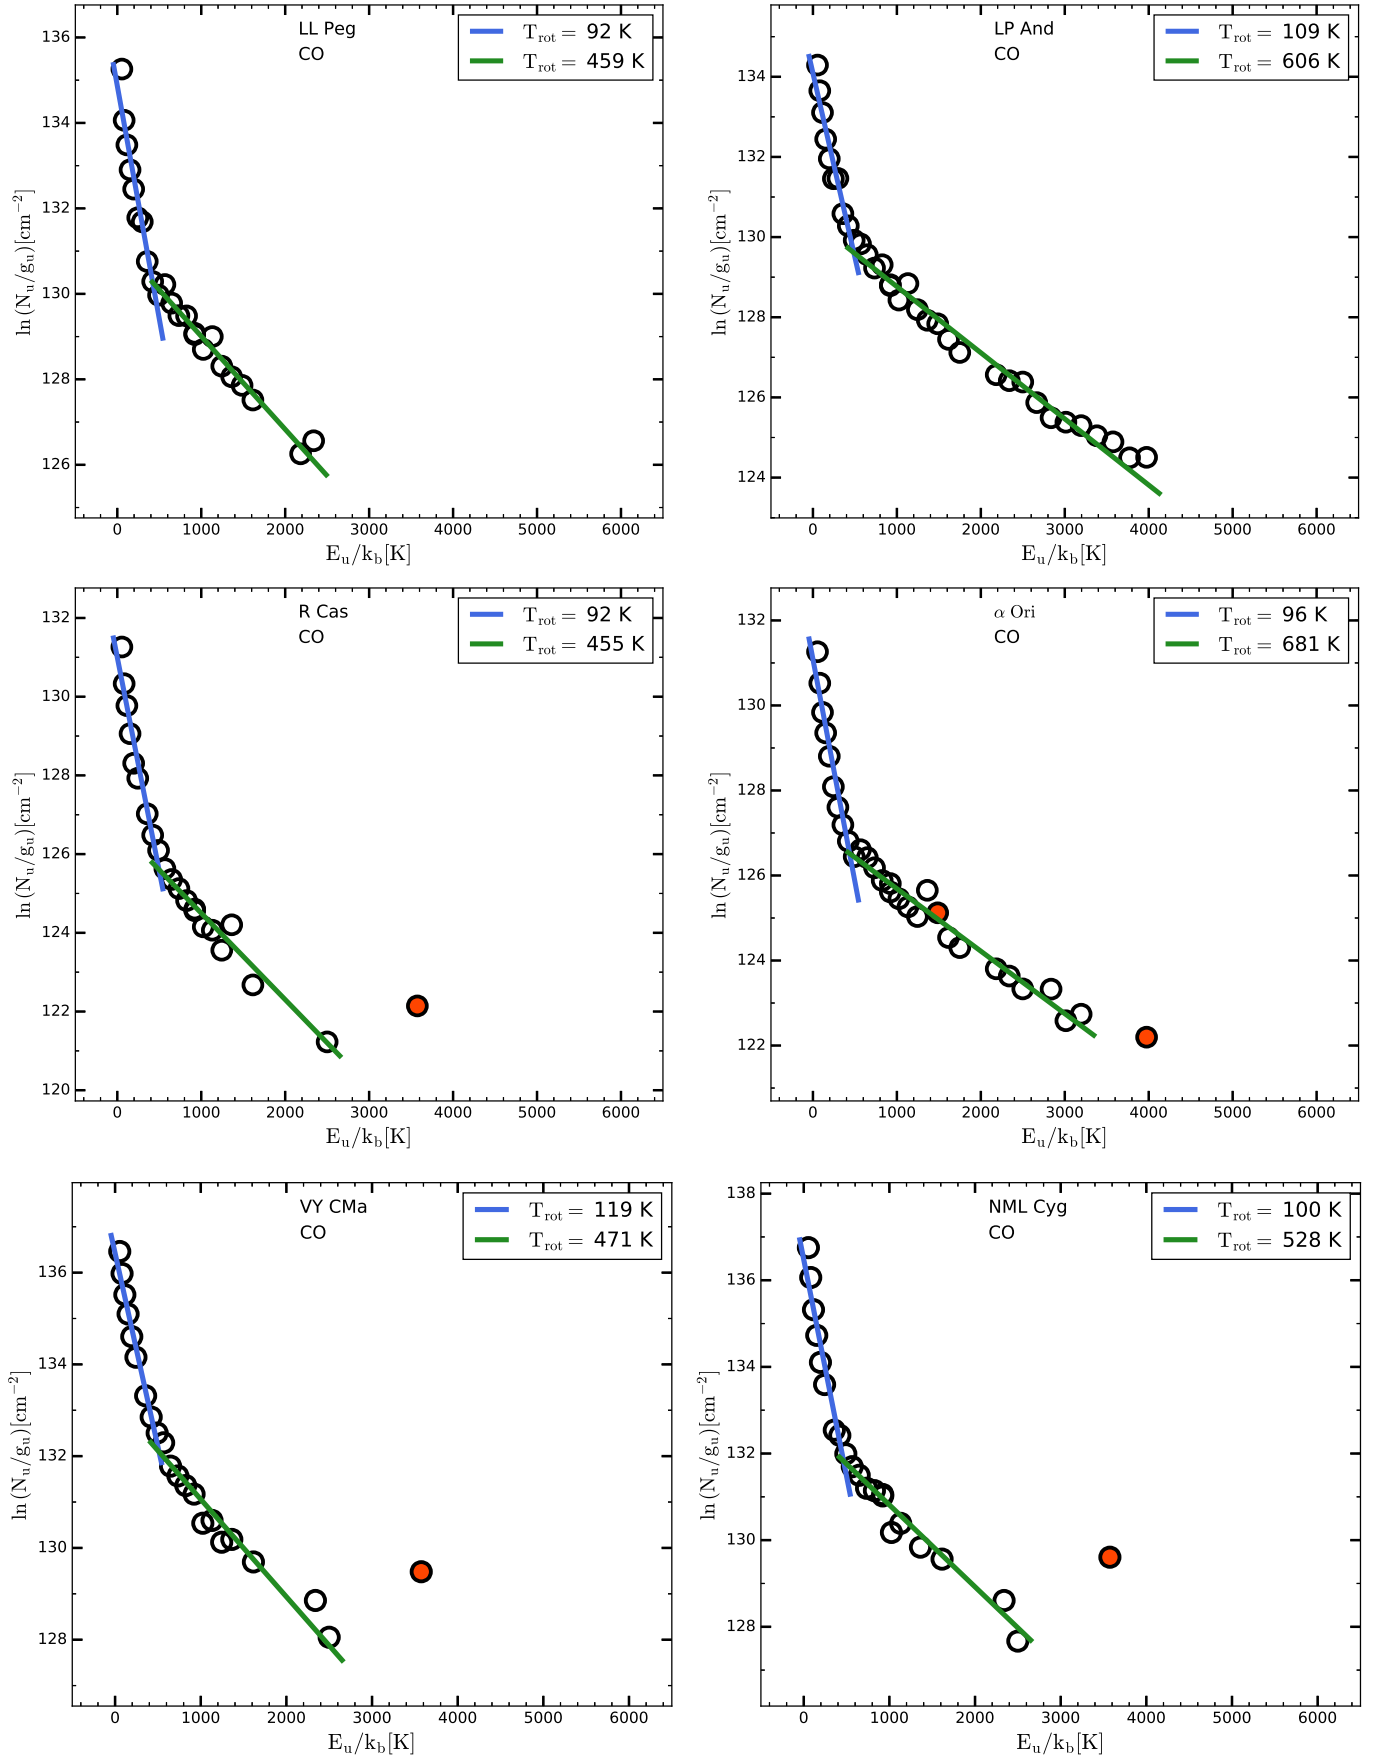 LL Peg
CO
T_rot = 92 K
T_rot = 459 K
136
134
132
130
128
126
ln (N_u/g_u)[cm^−2]
0 1000 2000 3000 4000 5000 6000
E_u/k_b[K]
LP And
CO
T_rot = 109 K
T_rot = 606 K
134
132
130
128
126
124
ln (N_u/g_u)[cm^−2]
0 1000 2000 3000 4000 5000 6000
E_u/k_b[K]
R Cas
CO
T_rot = 92 K
T_rot = 455 K
132
130
128
126
124
122
120
ln (N_u/g_u)[cm^−2]
0 1000 2000 3000 4000 5000 6000
E_u/k_b[K]
α Ori
CO
T_rot = 96 K
T_rot = 681 K
132
130
128
126
124
122
ln (N_u/g_u)[cm^−2]
0 1000 2000 3000 4000 5000 6000
E_u/k_b[K]
VY CMa
CO
T_rot = 119 K
T_rot = 471 K
136
134
132
130
128
ln (N_u/g_u)[cm^−2]
0 1000 2000 3000 4000 5000 6000
E_u/k_b[K]
NML Cyg
CO
T_rot = 100 K
T_rot = 528 K
138
136
134
132
130
128
ln (N_u/g_u)[cm^−2]
0 1000 2000 3000 4000 5000 6000
E_u/k_b[K]